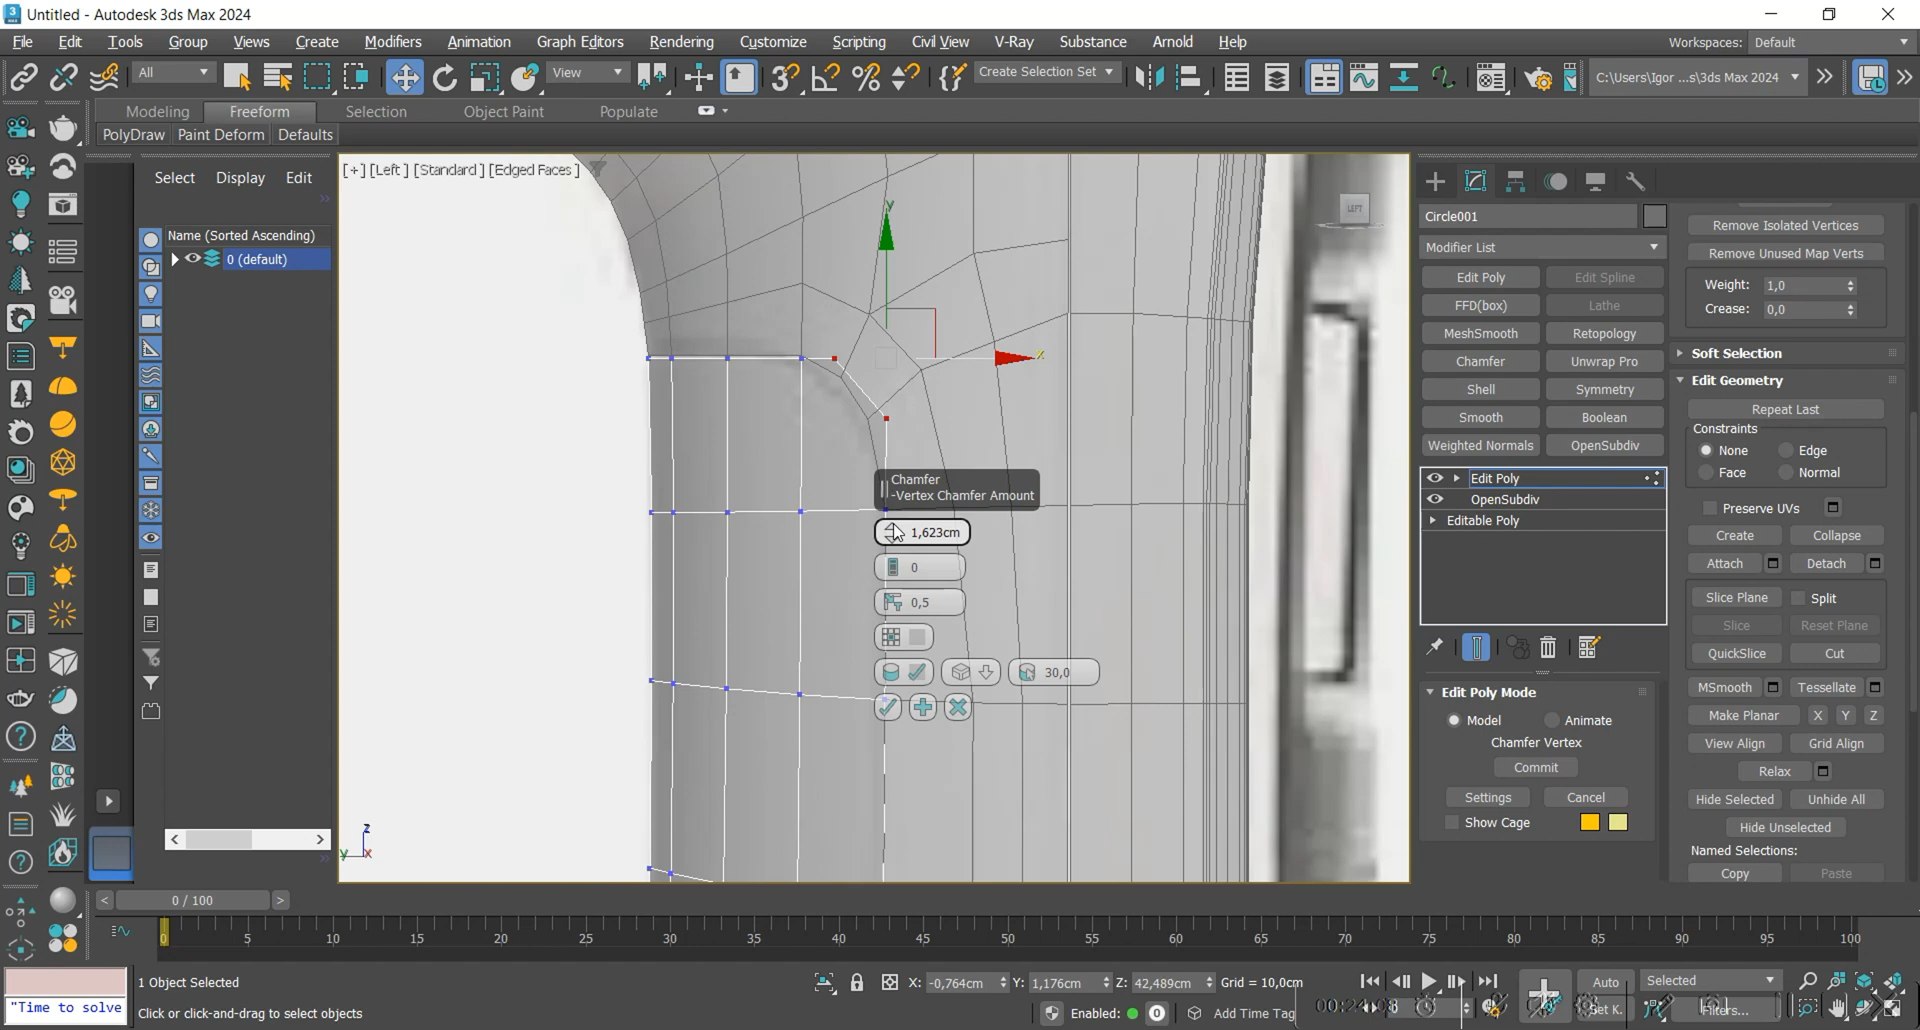 Untitled - Autodesk 3ds Max 2024
File Edit Tools Group Views Create Modifiers Animation Graph Editors Rendering Customize Scripting Civil View V-Ray Substance Arnold Help
Workspaces: Default
All
View
Create Selection Set
C:\Users\Igor ...s\3ds Max 2024
Modeling Freeform Selection Object Paint Populate
PolyDraw Paint Deform Defaults
Select Display Edit
Name (Sorted Ascending)
0 (default)
[+] [Left ] [Standard ] [Edged Faces ]
y
x
LEFT
Chamfer
-Vertex Chamfer Amount
1,623cm
0
0,5
30,0
z
y x
Circle001
Modifier List
Edit Poly Edit Spline
FFD(box) Lathe
MeshSmooth Retopology
Chamfer Unwrap Pro
Shell Symmetry
Smooth Boolean
Weighted Normals OpenSubdiv
Edit Poly
OpenSubdiv
Editable Poly
Edit Poly Mode
Model Animate
Chamfer Vertex
Commit
Settings Cancel
Show Cage
Remove Isolated Vertices
Remove Unused Map Verts
Weight: 1,0
Crease: 0,0
Soft Selection
Edit Geometry
Repeat Last
Constraints
None Edge
Face Normal
Preserve UVs
Create Collapse
Attach Detach
Slice Plane Split
Slice Reset Plane
QuickSlice Cut
MSmooth Tessellate
Make Planar X Y Z
View Align Grid Align
Relax
Hide Selected Unhide All
Hide Unselected
Named Selections:
Copy Paste
0 / 100
0 5 10 15 20 25 30 35 40 45 50 55 60 65 70 75 80 85 90 95 100
1 Object Selected
X: -0,764cm Y: 1,176cm Z: 42,489cm Grid = 10,0cm
Auto
Selected
"Time to solve
Click or click-and-drag to select objects
Enabled: 0
Add Time Tag
Set K.
Filters...